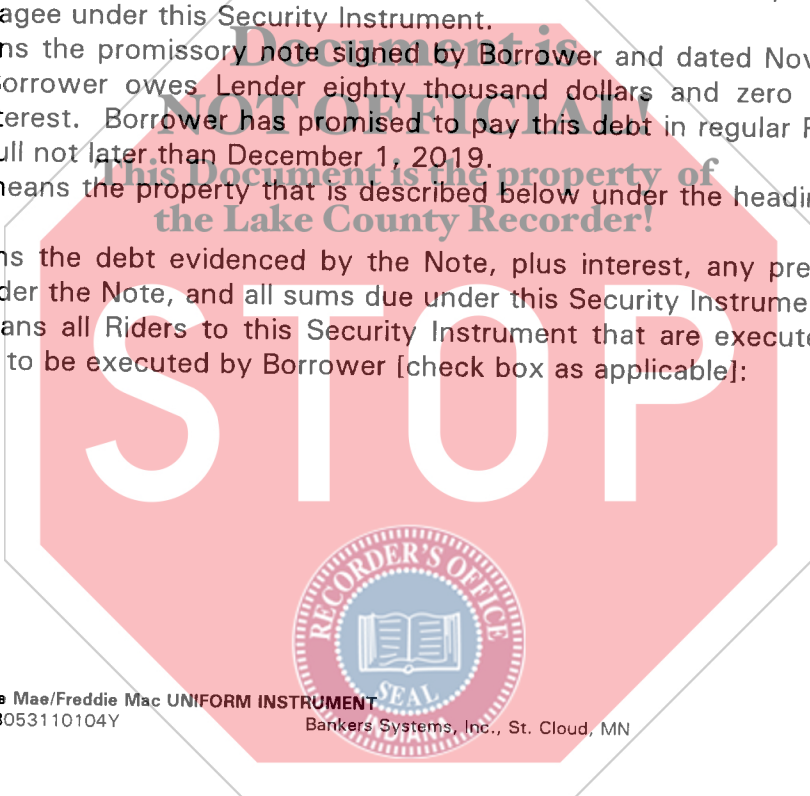 agee under this Security Instrument.
Document is
ns the promissory note signed by Borrower and dated Nov
orrower owes Lender eighty thousand dollars and zero
NOT OFFICIAL!
terest. Borrower has promised to pay this debt in regular P
ull not later than December 1, 2019.
This Document is the property of
means the property that is described below under the headin
the Lake County Recorder!
ns the debt evidenced by the Note, plus interest, any pre
der the Note, and all sums due under this Security Instrume
ans all Riders to this Security Instrument that are execute
to be executed by Borrower [check box as applicable]:
STOP
RECORDER'S OFFICE
SEAL
INDIANA
e Mae/Freddie Mac UNIFORM INSTRUMENT
3053110104Y
Bankers Systems, Inc., St. Cloud, MN